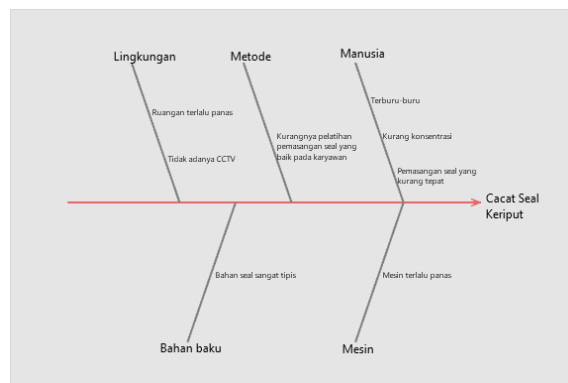 Lingkungan
Metode
Manusia
Ruangan terlalu panas
Tidak adanya CCTV
Kurangnya pelatihan
pemasangan seal yang
baik pada karyawan
Terburu-buru
Kurang konsentrasi
Pemasangan seal yang
kurang tepat
Cacat Seal
Keriput
Bahan seal sangat tipis
Mesin terlalu panas
Bahan baku
Mesin